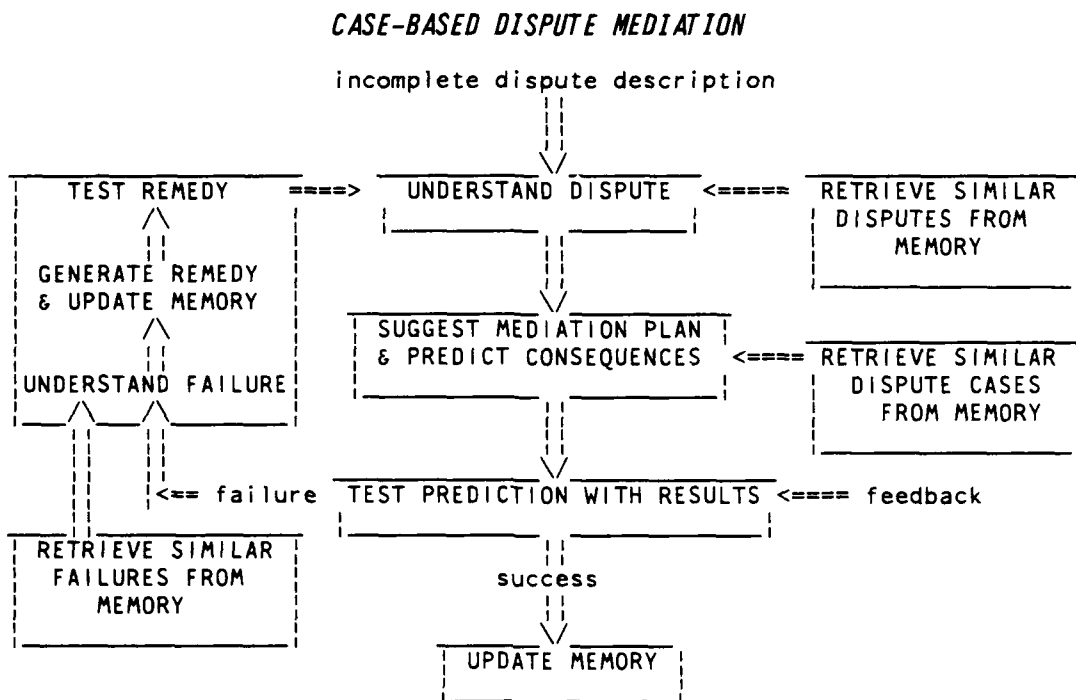 CASE-BASED DISPUTE MEDIATION
incomplete dispute description
TEST REMEDY ====> UNDERSTAND DISPUTE <===== RETRIEVE SIMILAR
DISPUTES FROM
MEMORY
GENERATE REMEDY
& UPDATE MEMORY
SUGGEST MEDIATION PLAN
& PREDICT CONSEQUENCES <==== RETRIEVE SIMILAR
UNDERSTAND FAILURE DISPUTE CASES
FROM MEMORY
<== failure TEST PREDICTION WITH RESULTS <==== feedback
RETRIEVE SIMILAR
FAILURES FROM
MEMORY
success
UPDATE MEMORY